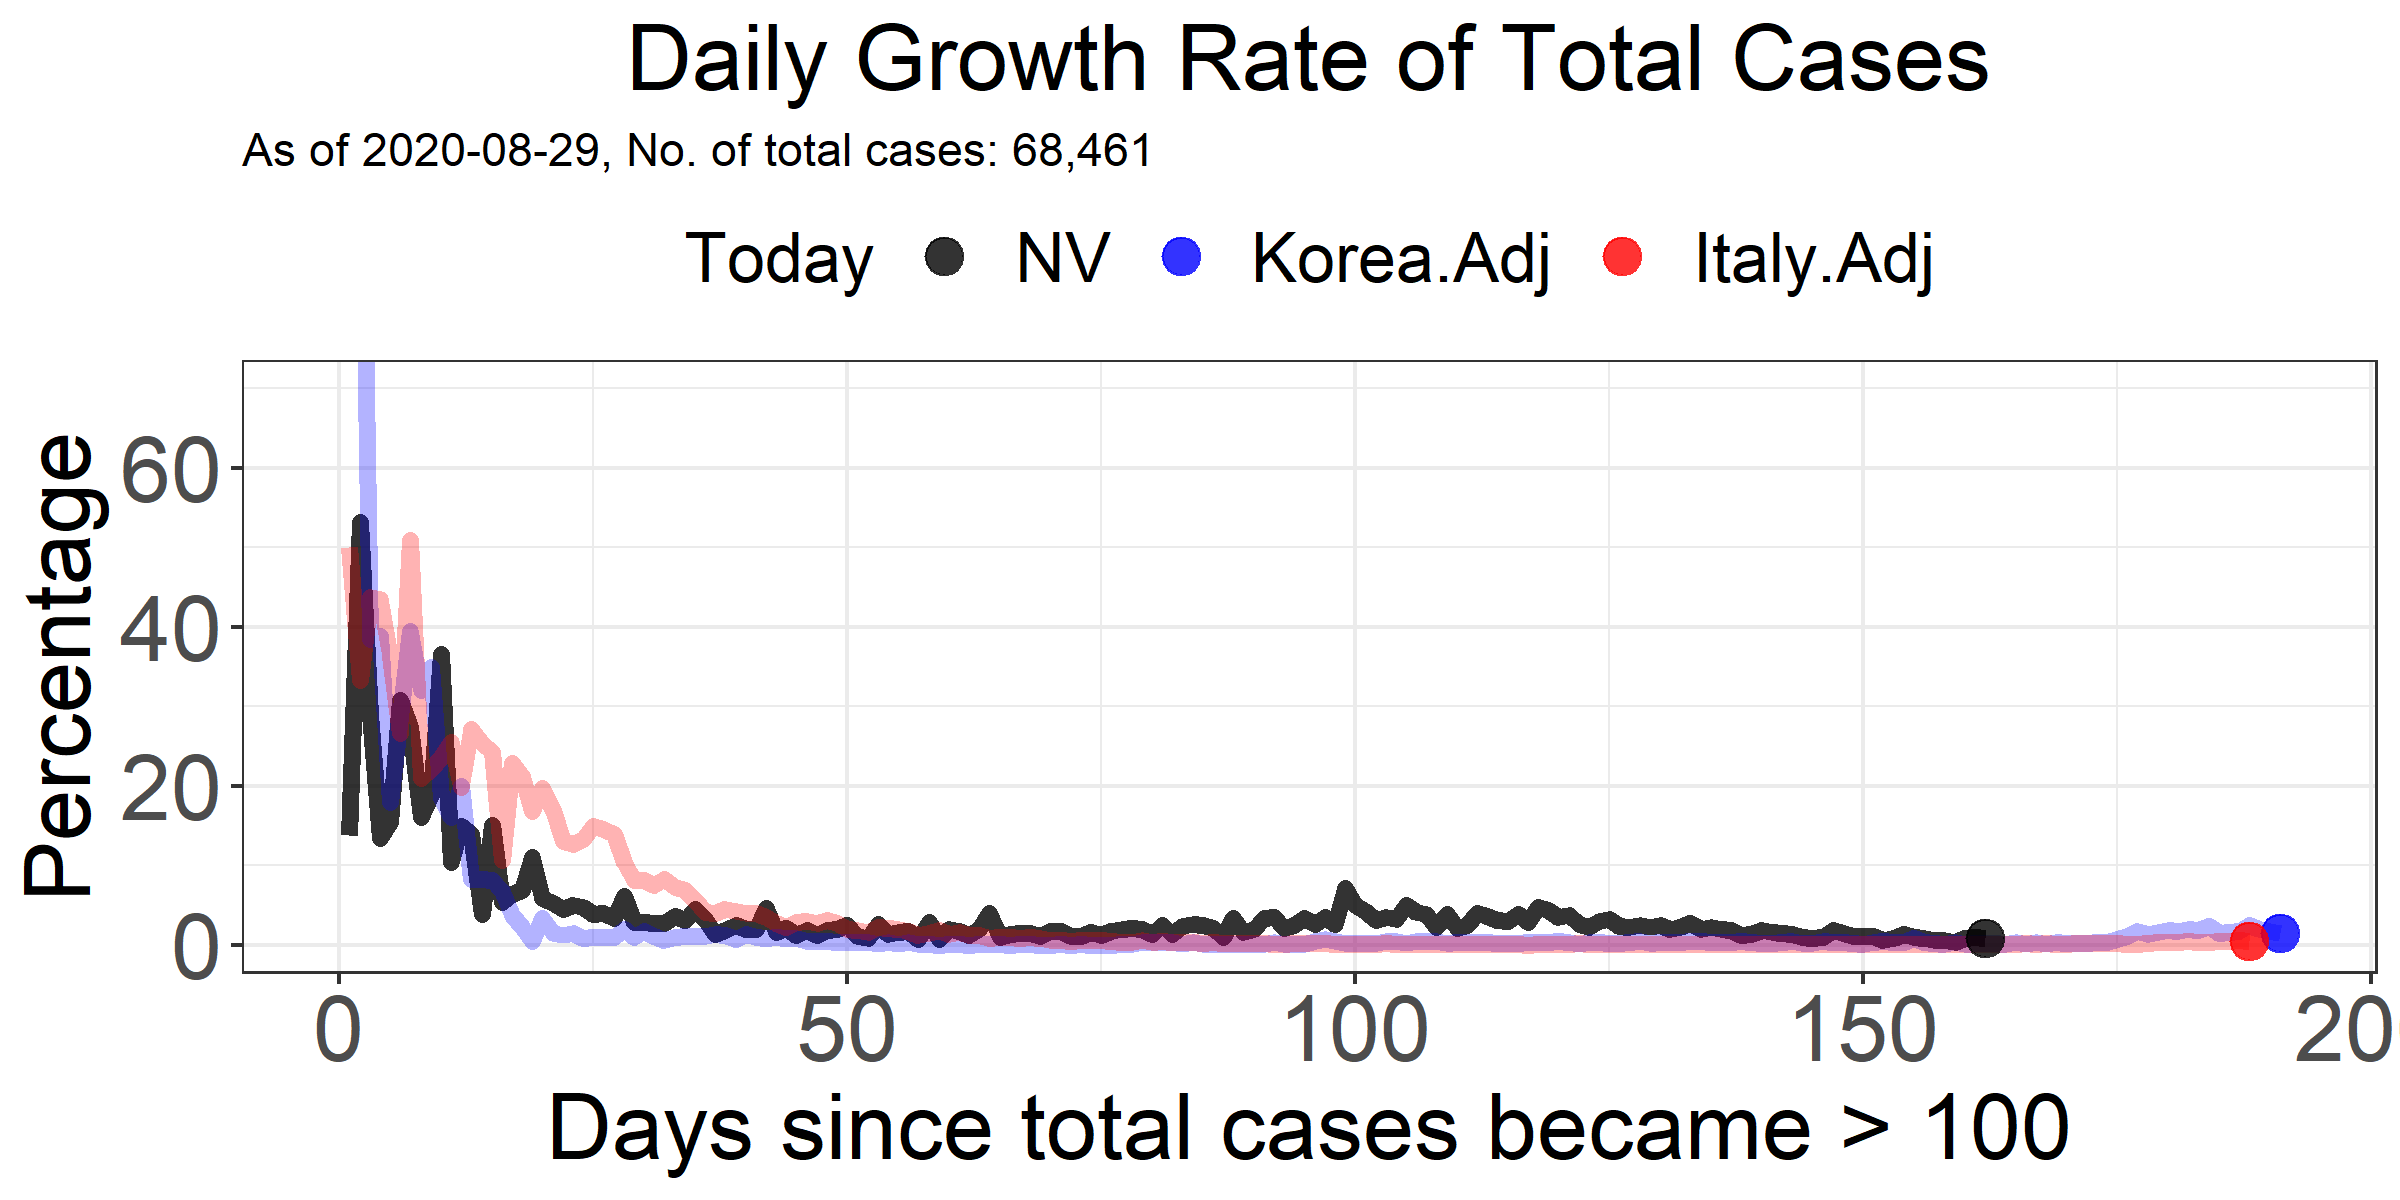 Daily Growth Rate of Total Cases
As of 2020-08-29, No. of total cases: 68,461
Today NV Korea.Adj Italy.Adj
Percentage
60
40
20
0
0 50 100 150 20
Days since total cases became > 100